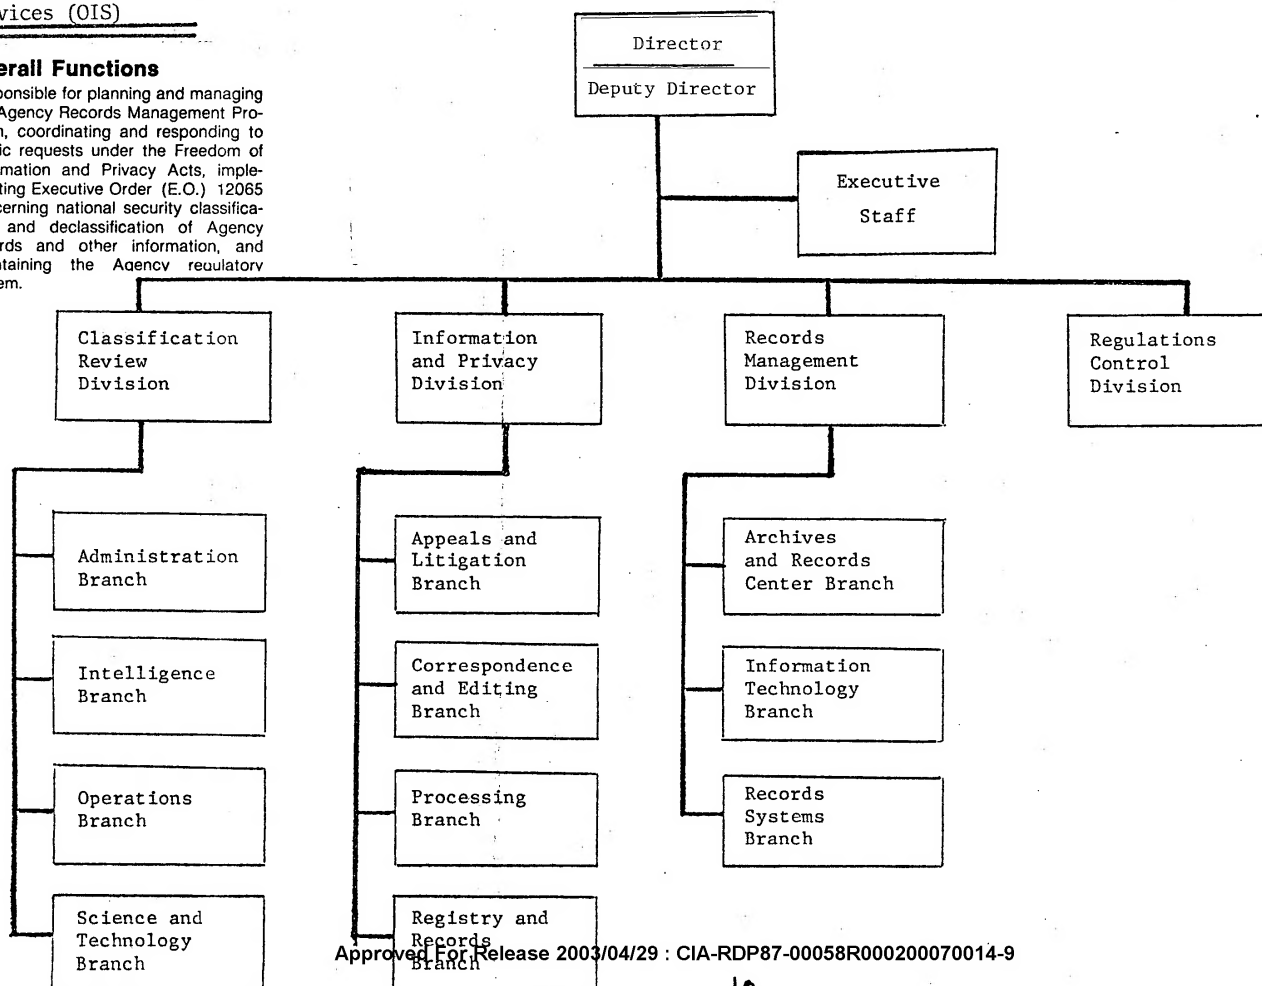 vices (OIS)
erall Functions
ponsible for planning and managing
Agency Records Management Pro-
n, coordinating and responding to
ic requests under the Freedom of
rmation and Privacy Acts, imple-
ting Executive Order (E.O.) 12065
cerning national security classifica-
and declassification of Agency
rds and other information, and
ntaining the Agency regulatory
em.
Director
Deputy Director
Executive
Staff
Classification
Review
Division
Information
and Privacy
Division
Records
Management
Division
Regulations
Control
Division
Administration
Branch
Intelligence
Branch
Operations
Branch
Science and
Technology
Branch
Appeals and
Litigation
Branch
Correspondence
and Editing
Branch
Processing
Branch
Registry and
Records
Branch
Archives
and Records
Center Branch
Information
Technology
Branch
Records
Systems
Branch
Approved For Release 2003/04/29 : CIA-RDP87-00058R000200070014-9